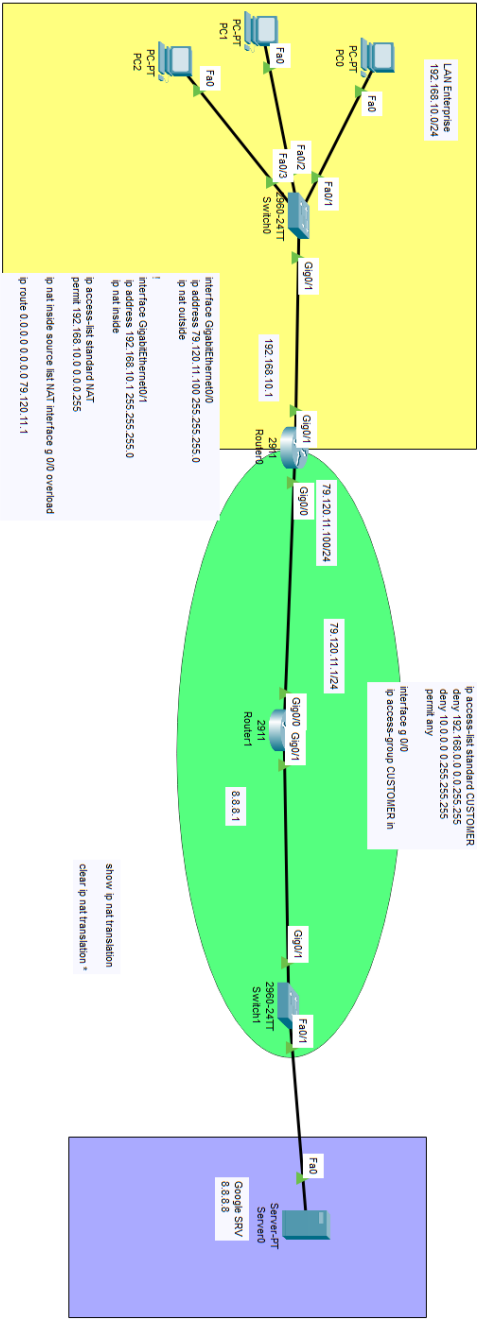 LAN Enterprise
192.168.10.0/24
PC-PT
PC0
Fa0
PC-PT
PC1
Fa0
PC-PT
PC2
Fa0
Fa0/1
Fa0/2
Fa0/3
2960-24TT
Switch0
Gig0/1
192.168.10.1
Gig0/1
2911
Router0
Gig0/0
79.120.11.100/24
interface GigabitEthernet0/0
ip address 79.120.11.100 255.255.255.0
ip nat outside
!
interface GigabitEthernet0/1
ip address 192.168.10.1 255.255.255.0
ip nat inside
ip access-list standard NAT
permit 192.168.10.0 0.0.0.255
ip nat inside source list NAT interface g 0/0 overload
ip route 0.0.0.0 0.0.0.0 79.120.11.1
79.120.11.1/24
Gig0/0
2911
Router1
Gig0/1
8.8.8.1
ip access-list standard CUSTOMER
deny 192.168.0.0 0.0.255.255
deny 10.0.0.0 0.255.255.255
permit any
interface g 0/0
ip access-group CUSTOMER in
show ip nat translation
clear ip nat translation *
Gig0/1
2960-24TT
Switch1
Fa0/1
Fa0
Server-PT
Server0
Google SRV
8.8.8.8